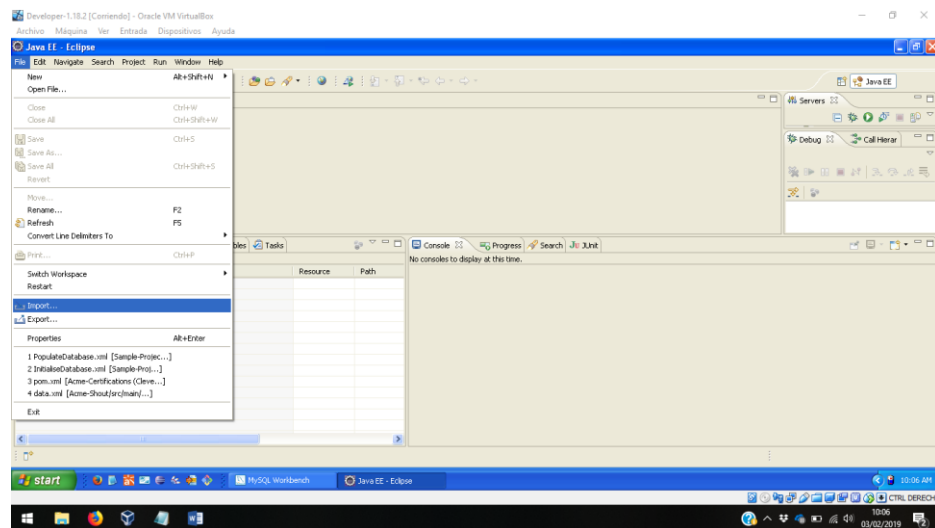 Developer-1.18.2 [Corriendo] - Oracle VM VirtualBox
Archivo Máquina Ver Entrada Dispositivos Ayuda
Java EE - Eclipse
File Edit Navigate Search Project Run Window Help
New Alt+Shift+N
Open File...
Close Ctrl+W
Close All Ctrl+Shift+W
Save Ctrl+S
Save As...
Save All Ctrl+Shift+S
Revert
Move...
Rename... F2
Refresh F5
Convert Line Delimiters To
Print... Ctrl+P
Switch Workspace
Restart
Import...
Export...
Properties Alt+Enter
1 PopulateDatabase.xml [Sample-Projec...]
2 InitialiseDatabase.xml [Sample-Proj...]
3 pom.xml [Acme-Certifications (Cleve...]
4 data.xml [Acme-Shout/src/main/...]
Exit
Java EE
Servers
Debug Call Hierar
bles Tasks
Resource Path
Console Progress Search JUnit
No consoles to display at this time.
start MySQL Workbench Java EE - Eclipse 10:06 AM
CTRL DERECH
10:06
03/02/2019